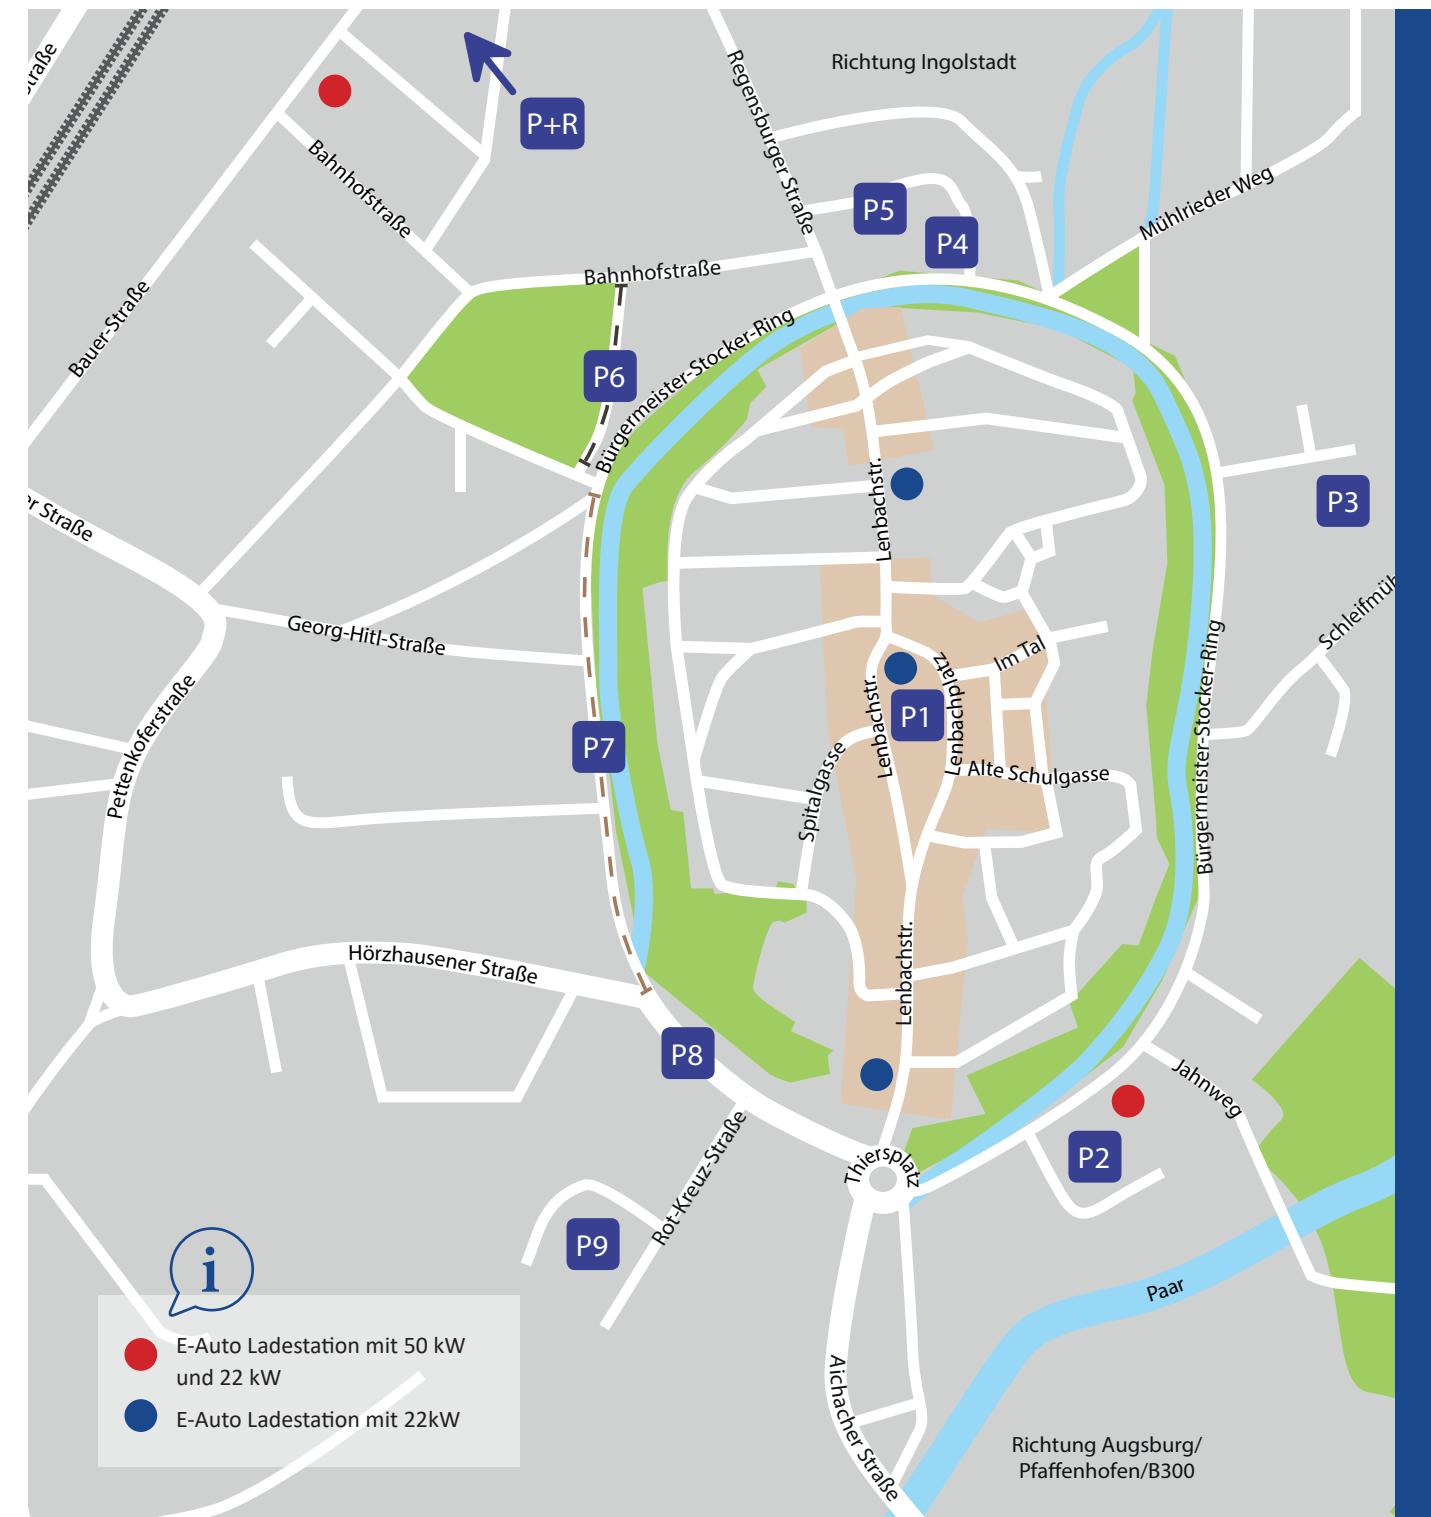 straße
Richtung Ingolstadt
Regensburger Straße
P+R
Bahnhofstraße
Mühlrieder Weg
P5
P4
Bahnhofstraße
Bauer-Straße
Bürgermeister-Stocker-Ring
P6
Lenbachstr.
P3
er Straße
Schleifmüh
Georg-Hitl-Straße
Im Tal
Bürgermeister-Stocker-Ring
Lenbachstr.
Lenbachplatz
P1
P7
Pettenkoferstraße
Spitalgasse
Alte Schulgasse
Hörzhausener Straße
Lenbachstr.
P8
Jahnweg
P2
Thiersplatz
Rot-Kreuz-Straße
P9
Paar
i
E-Auto Ladestation mit 50 kW
und 22 kW
E-Auto Ladestation mit 22kW
Aichacher Straße
Richtung Augsburg/
Pfaffenhofen/B300